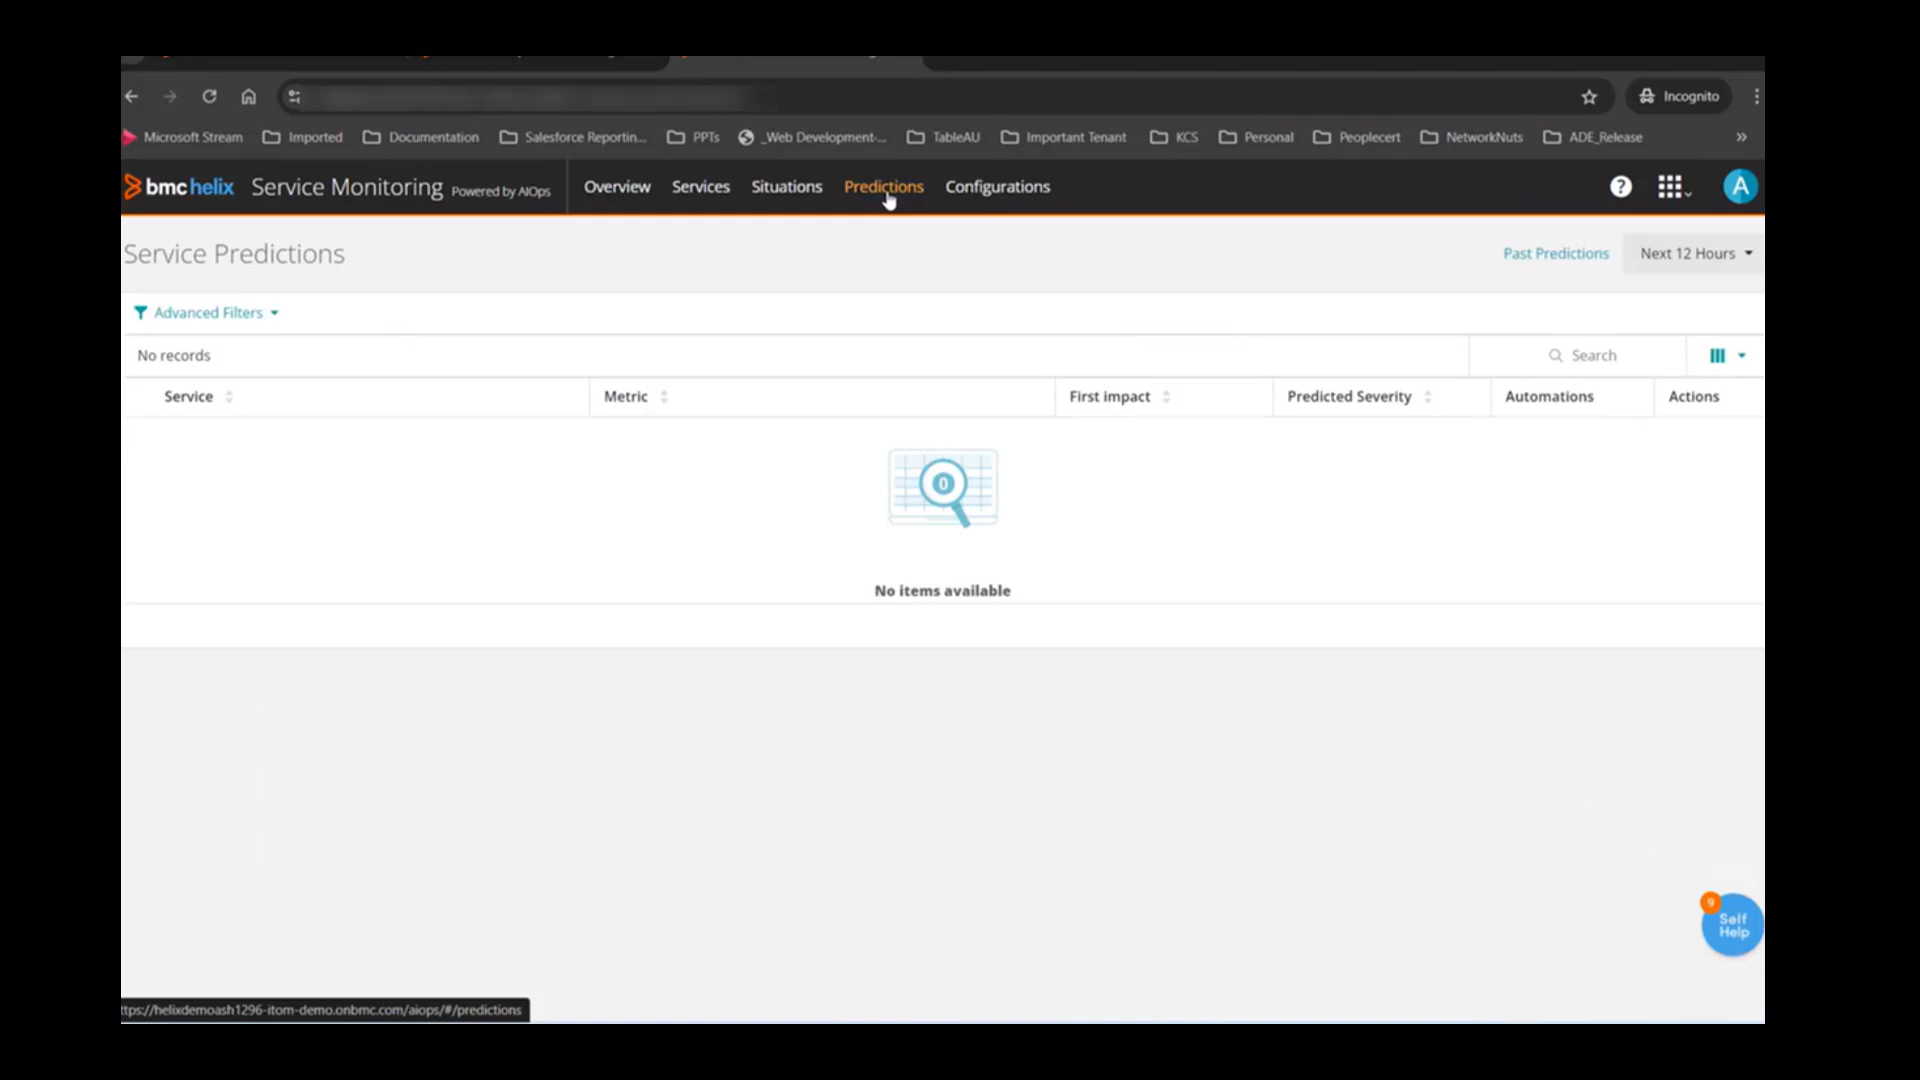 Incognito
Microsoft Stream Imported Documentation Salesforce Reportin... PPTs _Web Development-... TableAU Important Tenant KCS Personal Peoplecert NetworkNuts ADE_Release »
bmc helix Service Monitoring Powered by AIOps Overview Services Situations Predictions Configurations ? A
Service Predictions Past Predictions Next 12 Hours
Advanced Filters
No records Search
Service Metric First impact Predicted Severity Automations Actions
0
No items available
9
Self
Help
ttps://helixdemoash1296-itom-demo.onbmc.com/aiops/#/predictions